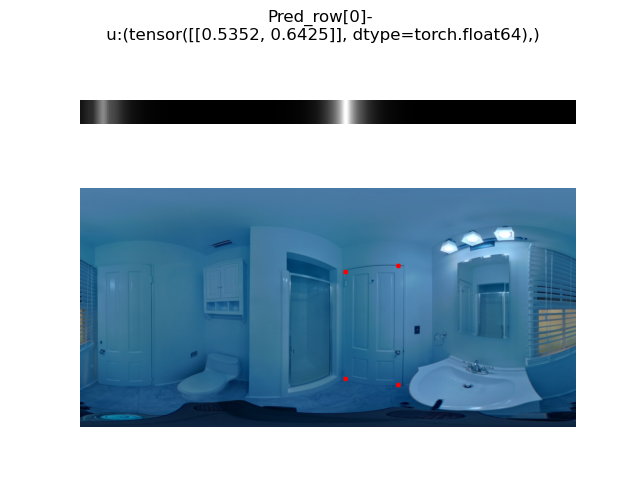 Pred_row[0]-
u:(tensor([[0.5352, 0.6425]], dtype=torch.float64),)